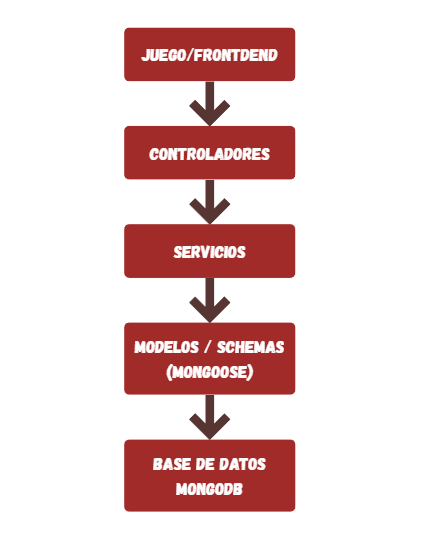 JUEGO/FRONTDEND
CONTROLADORES
SERVICIOS
MODELOS / SCHEMAS
(MONGOOSE)
BASE DE DATOS
MONGODB